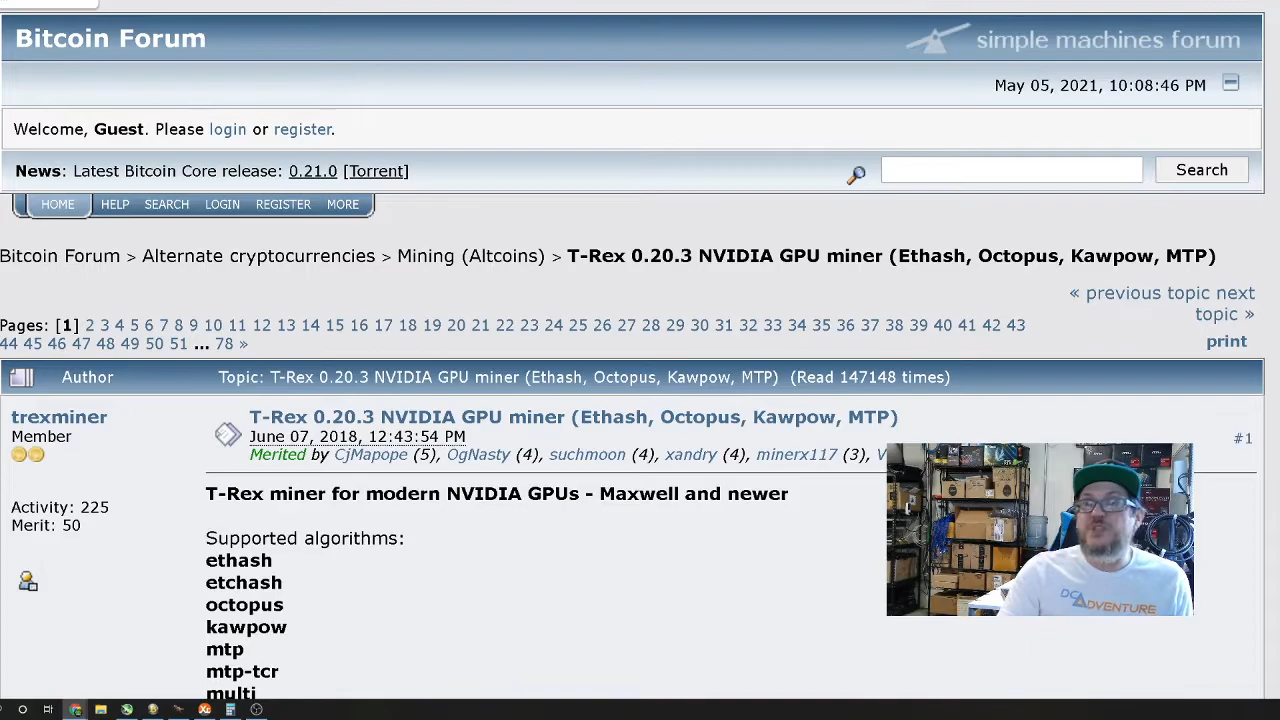 Bitcoin Forum
simple machines forum
May 05, 2021, 10:08:46 PM
Welcome, Guest. Please login or register.
News: Latest Bitcoin Core release: 0.21.0 [Torrent]
Search
HOME HELP SEARCH LOGIN REGISTER MORE
Bitcoin Forum > Alternate cryptocurrencies > Mining (Altcoins) > T-Rex 0.20.3 NVIDIA GPU miner (Ethash, Octopus, Kawpow, MTP)
« previous topic next
topic »
Pages: [1] 2 3 4 5 6 7 8 9 10 11 12 13 14 15 16 17 18 19 20 21 22 23 24 25 26 27 28 29 30 31 32 33 34 35 36 37 38 39 40 41 42 43
44 45 46 47 48 49 50 51 ... 78 »
print
Author
Topic: T-Rex 0.20.3 NVIDIA GPU miner (Ethash, Octopus, Kawpow, MTP)  (Read 147148 times)
trexminer
Member
Activity: 225
Merit: 50
T-Rex 0.20.3 NVIDIA GPU miner (Ethash, Octopus, Kawpow, MTP)
June 07, 2018, 12:43:54 PM
#1
Merited by CjMapope (5), OgNasty (4), suchmoon (4), xandry (4), minerx117 (3), V
T-Rex miner for modern NVIDIA GPUs - Maxwell and newer
Supported algorithms:
ethash
etchash
octopus
kawpow
mtp
mtp-tcr
multi
DCADVENTURE